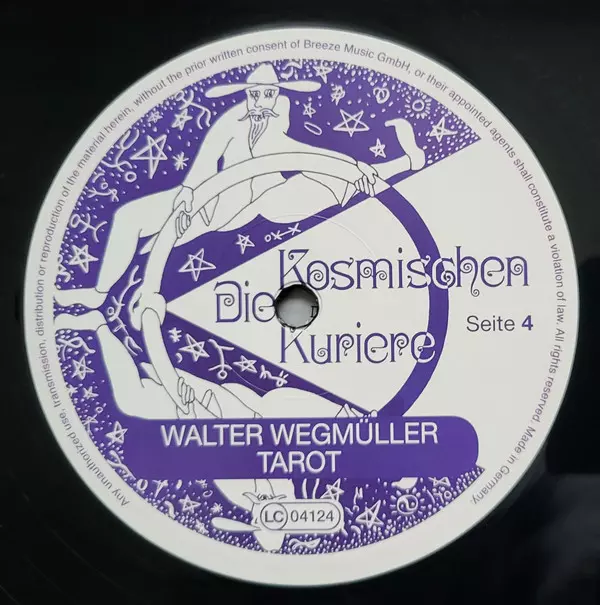 Any unauthorized use, transmission, distribution or reproduction of the material herein, without the prior written consent of Breeze Music GmbH, or their appointed agents shall constitute a violation of law. All rights reserved. Made in Germany.
Die Kosmischen
Kuriere
Seite 4
WALTER WEGMÜLLER
TAROT
LC 04124